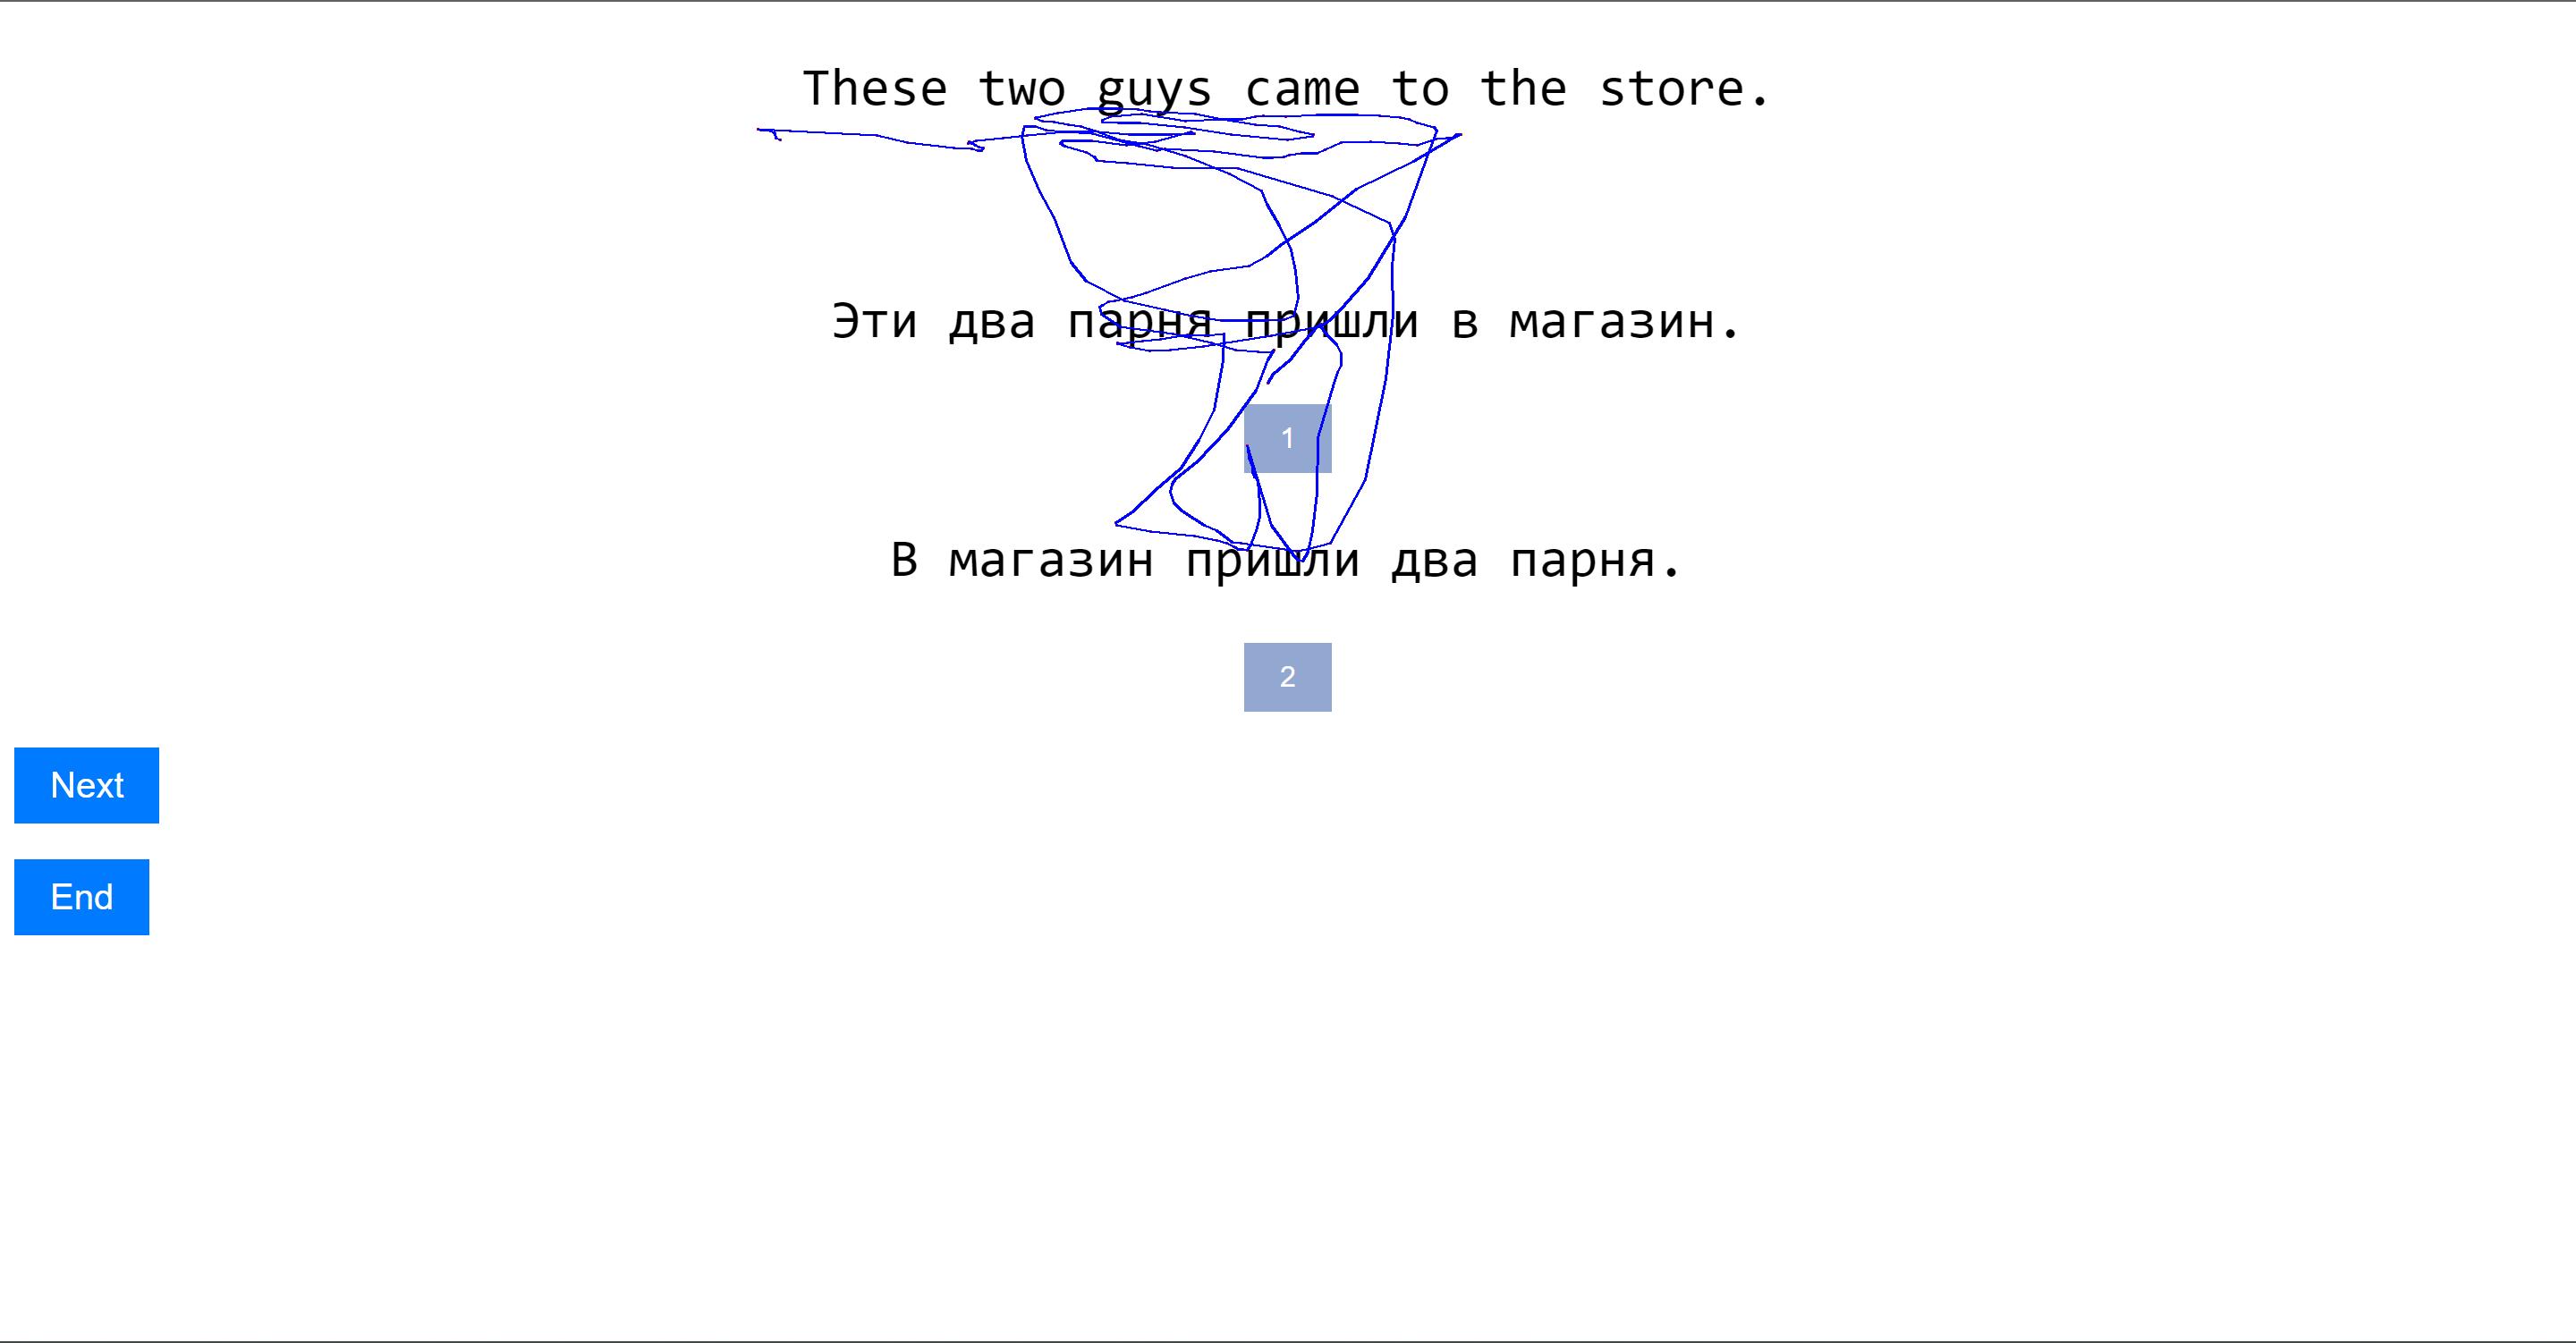 These two guys came to the store.
Эти два парня пришли в магазин.
1
В магазин пришли два парня.
2
Next
End